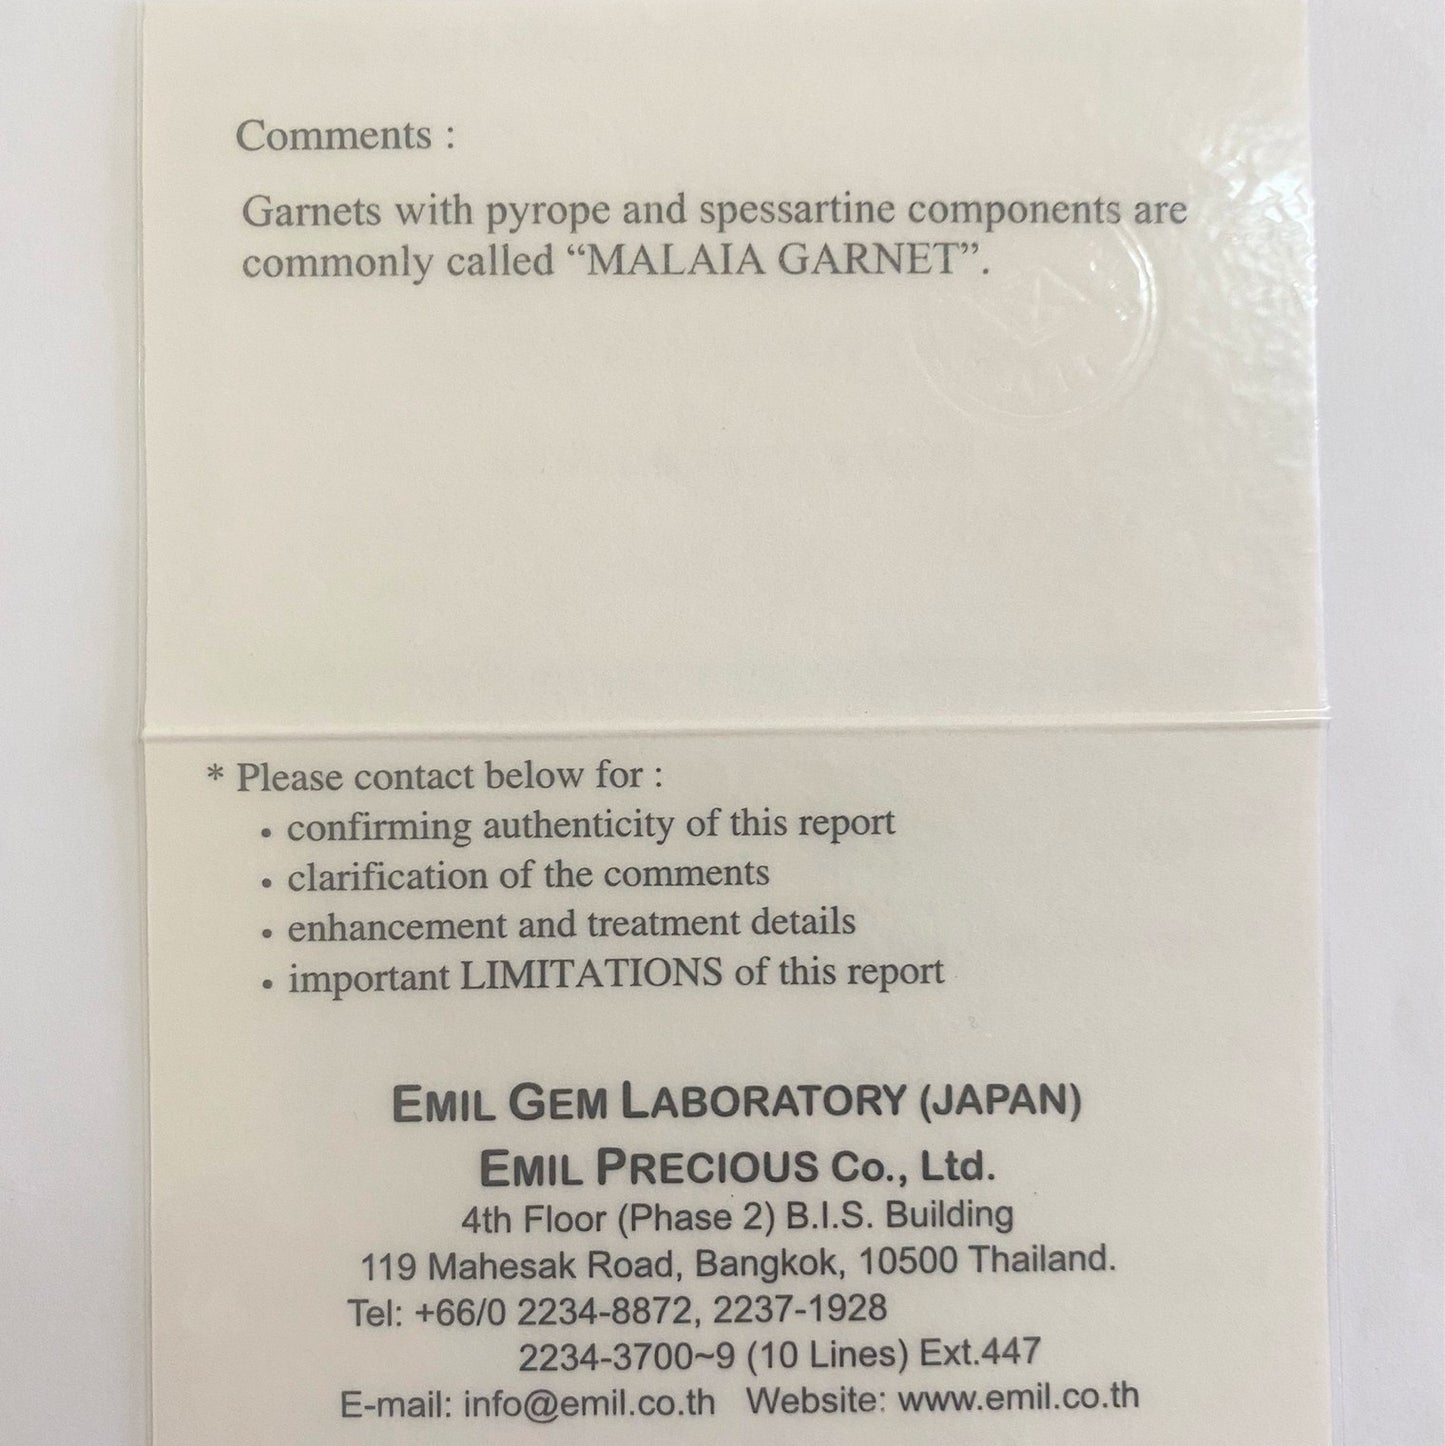 Comments :
Garnets with pyrope and spessartine components are
commonly called “MALAIA GARNET”.
* Please contact below for :
• confirming authenticity of this report
• clarification of the comments
• enhancement and treatment details
• important LIMITATIONS of this report
EMIL GEM LABORATORY (JAPAN)
EMIL PRECIOUS Co., Ltd.
4th Floor (Phase 2) B.I.S. Building
119 Mahesak Road, Bangkok, 10500 Thailand.
Tel: +66/0 2234-8872, 2237-1928
2234-3700~9 (10 Lines) Ext.447
E-mail: info@emil.co.th Website: www.emil.co.th